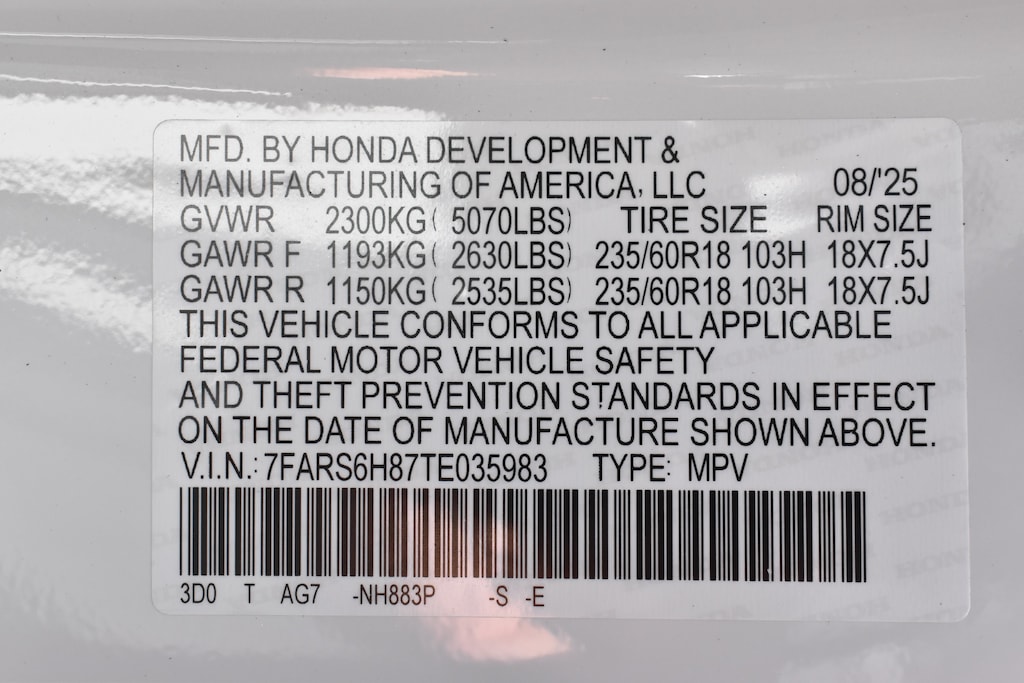 MFD. BY HONDA DEVELOPMENT &
MANUFACTURING OF AMERICA, LLC 08/'25
GVWR 2300KG( 5070LBS) TIRE SIZE RIM SIZE
GAWR F 1193KG( 2630LBS) 235/60R18 103H 18X7.5J
GAWR R 1150KG( 2535LBS) 235/60R18 103H 18X7.5J
THIS VEHICLE CONFORMS TO ALL APPLICABLE
FEDERAL MOTOR VEHICLE SAFETY
AND THEFT PREVENTION STANDARDS IN EFFECT
ON THE DATE OF MANUFACTURE SHOWN ABOVE.
V.I.N.: 7FARS6H87TE035983 TYPE: MPV
3D0 T AG7 -NH883P -S -E